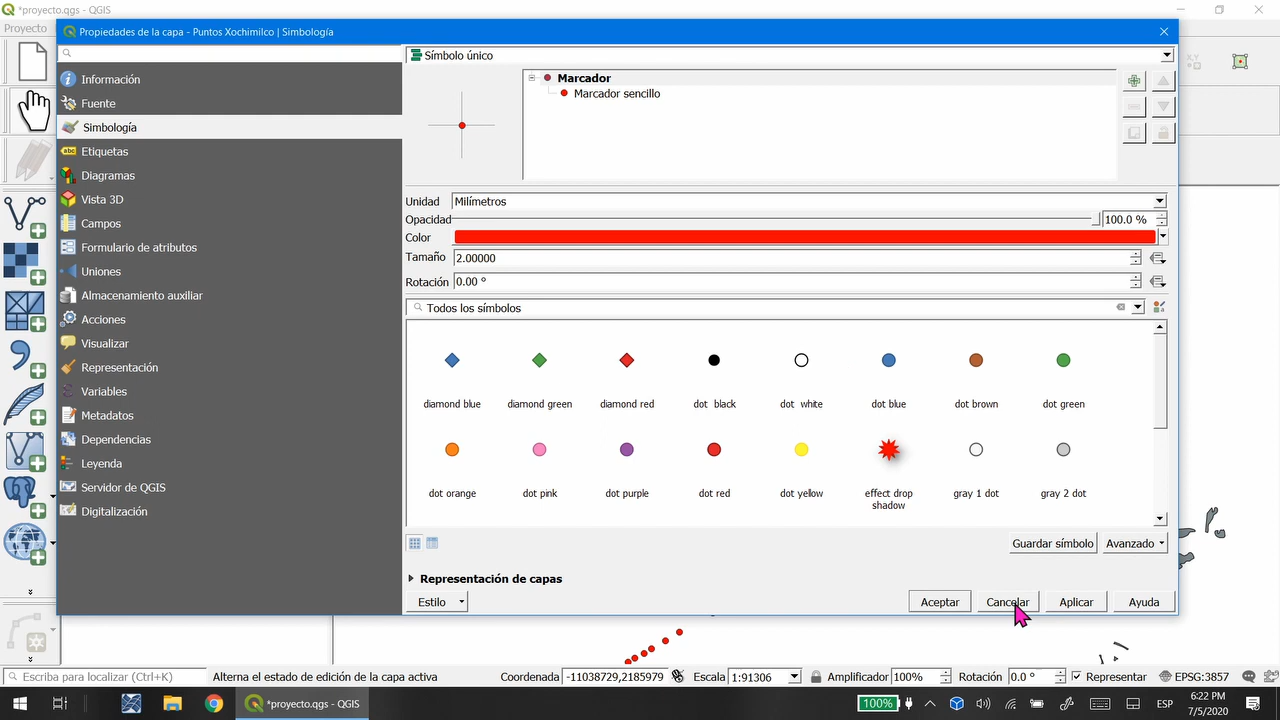 *proyecto.qgs - QGIS
Proyecto
Propiedades de la capa - Puntos Xochimilco | Simbología
Información
Fuente
Simbología
Etiquetas
Diagramas
Vista 3D
Campos
Formulario de atributos
Uniones
Almacenamiento auxiliar
Acciones
Visualizar
Representación
Variables
Metadatos
Dependencias
Leyenda
Servidor de QGIS
Digitalización
Símbolo único
Marcador
Marcador sencillo
Unidad Milímetros
Opacidad 100.0 %
Color
Tamaño 2.00000
Rotación 0.00 °
Todos los símbolos
diamond blue diamond green diamond red dot black dot white dot blue dot brown dot green
dot orange dot pink dot purple dot red dot yellow effect drop shadow gray 1 dot gray 2 dot
Guardar símbolo Avanzado
Representación de capas
Estilo Aceptar Cancelar Aplicar Ayuda
Escriba para localizar (Ctrl+K) Alterna el estado de edición de la capa activa Coordenada -11038729,2185979 Escala 1:91306 Amplificador 100% Rotación 0.0 ° Representar EPSG:3857
*proyecto.qgs - QGIS 100% ESP 6:22 PM
7/5/2020